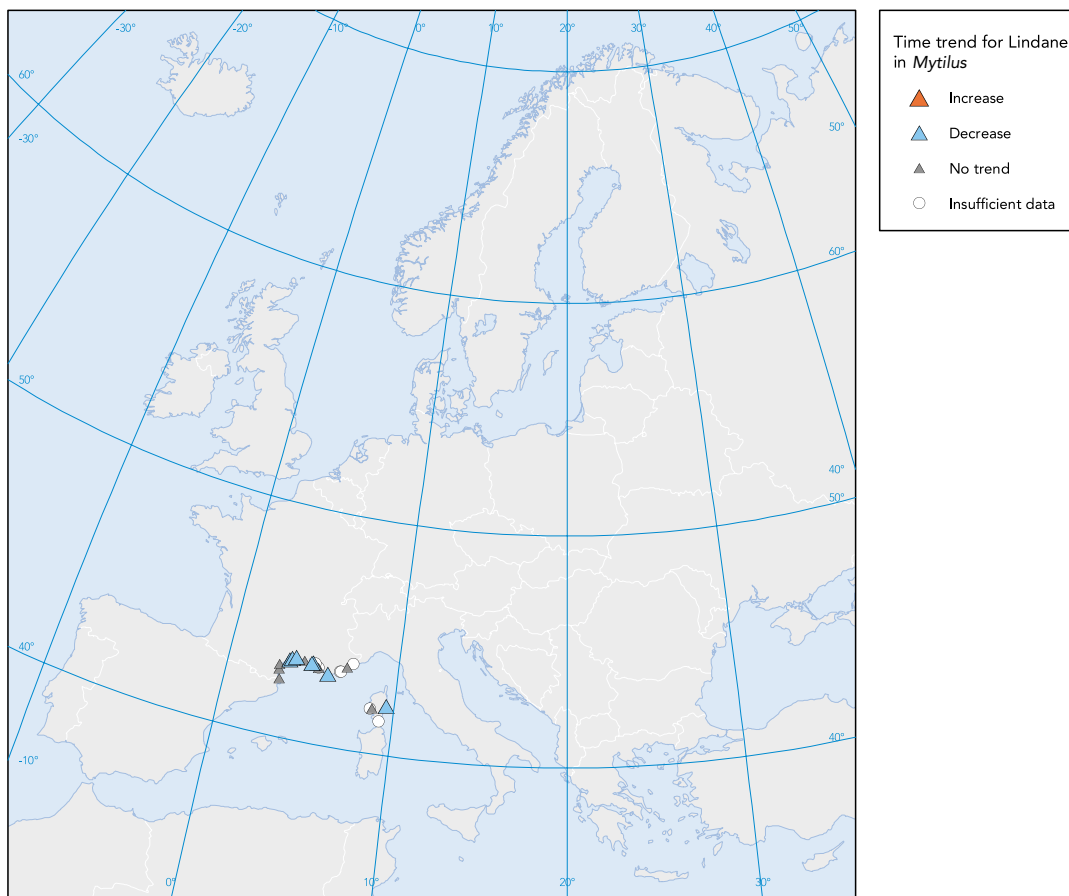 -30° -20° -10° 0° 10° 20° 30° 40° 50°
60°
-30°
50°
60°
50°
40°
50°
40°
40°
-10°
0° 10° 20° 30°
Time trend for Lindane
in Mytilus
Increase
Decrease
No trend
Insufficient data